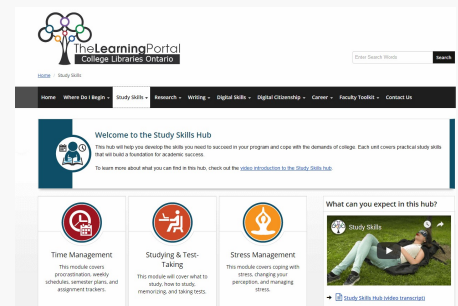 TheLearningPortal
College Libraries Ontario
Enter Search Words
Search
Home
Study Skills
Home Where Do I Begin Study Skills Research Writing Digital Skills Digital Citizenship Career Faculty Toolkit Contact Us
Welcome to the Study Skills Hub
This hub will help you develop the skills you need to succeed in your program and cope with the demands of college. Each unit covers practical study skills
that will build a foundation for academic success.
To learn more about what you can find in this hub, check out the video introduction to the Study Skills hub.
Time Management
This module covers
procrastination, weekly
schedules, semester plans, and
assignment trackers.
Studying & Test-
Taking
This module will cover what to
study, how to study,
memorizing, and taking tests.
Stress Management
This module covers coping with
stress, changing your
perception, and managing
stress.
What can you expect in this hub?
Study Skills
Study Skills Hub (video transcript)